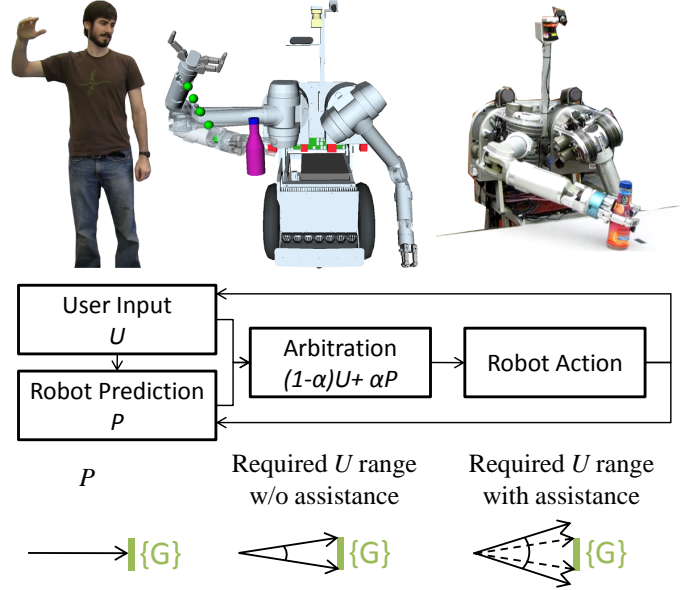 User Input
U
Robot Prediction
P
Arbitration
(1-α)U+ αP
Robot Action
P
Required U range
w/o assistance
Required U range
with assistance
{G}
{G}
{G}